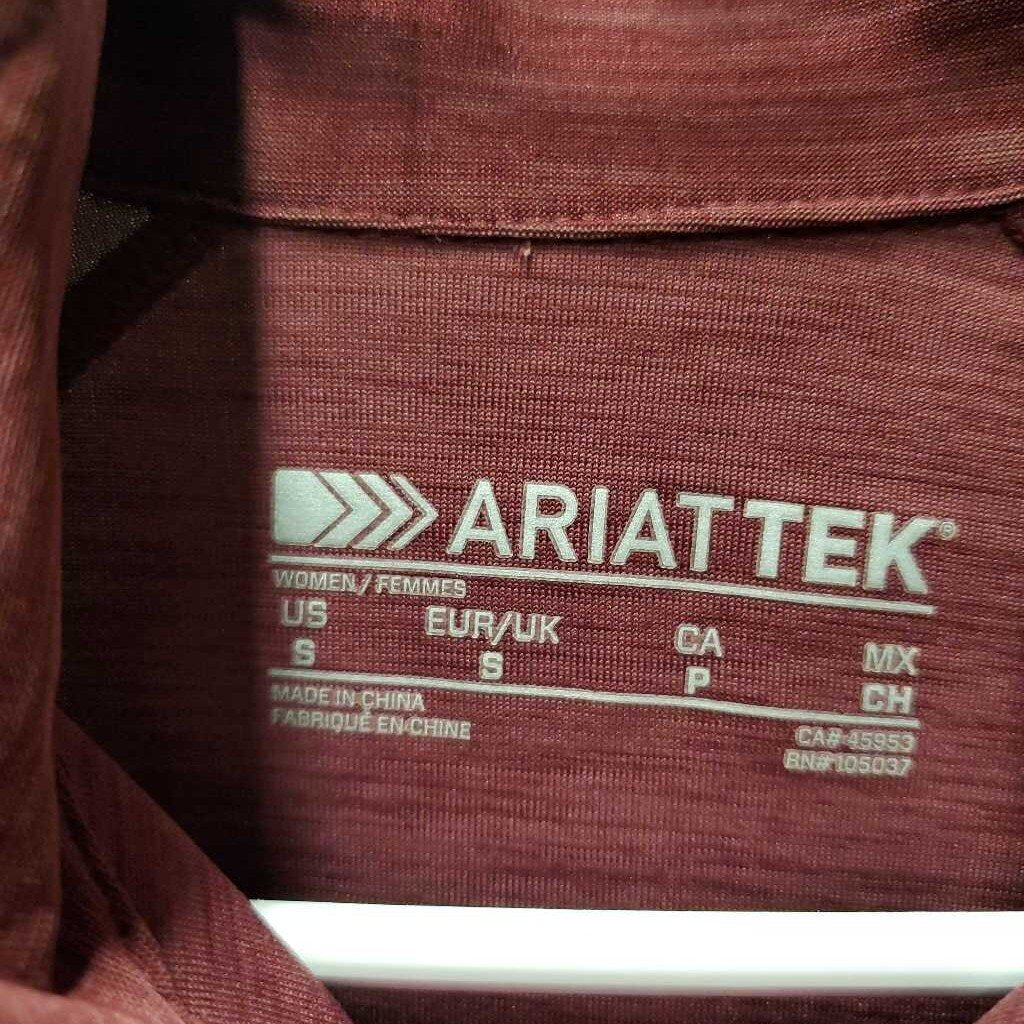 ARIATTEK®
WOMEN / FEMMES
US EUR/UK CA MX
S S P CH
MADE IN CHINA
FABRIQUÉ EN CHINE
CA# 45953
RN# 105037